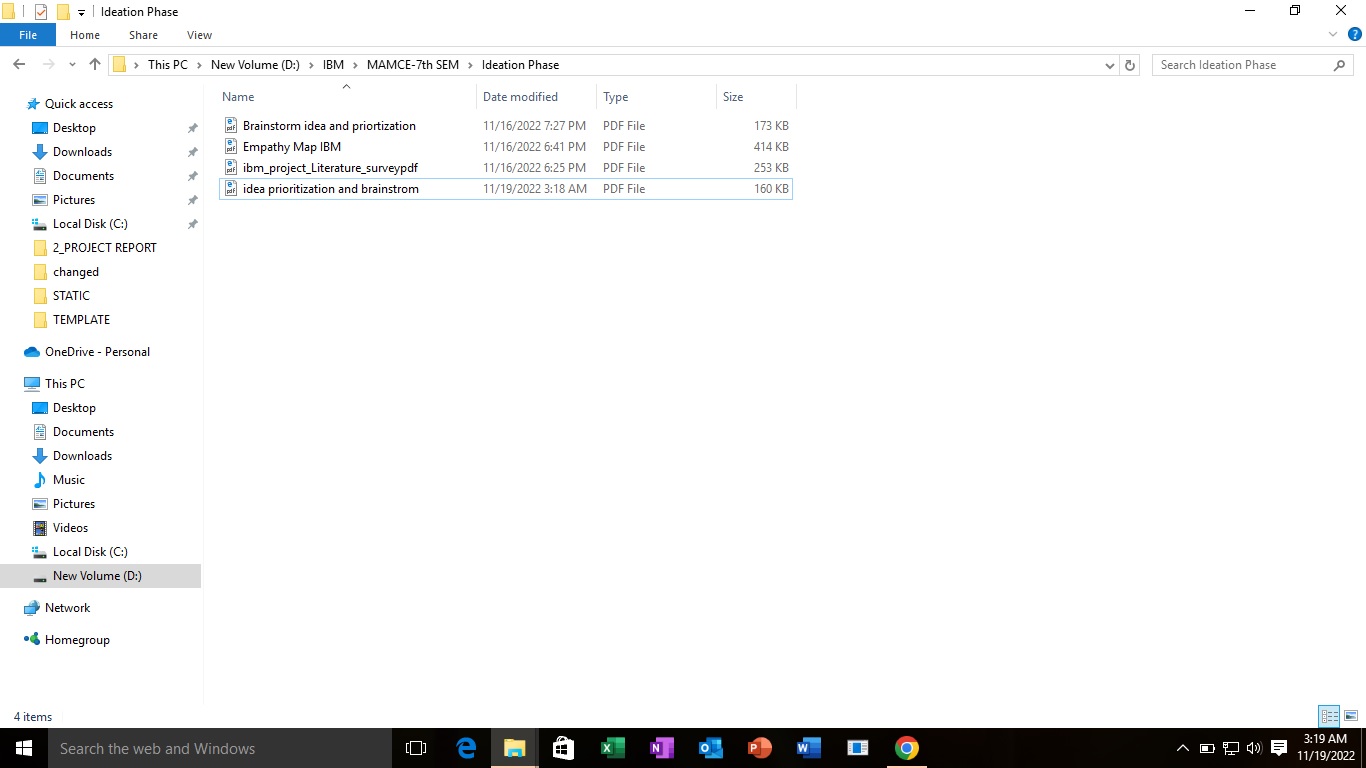 Ideation Phase
File Home Share View
This PC New Volume (D:) IBM MAMCE-7th SEM Ideation Phase Search Ideation Phase
Name Date modified Type Size
Brainstorm idea and priortization 11/16/2022 7:27 PM PDF File 173 KB
Empathy Map IBM 11/16/2022 6:41 PM PDF File 414 KB
ibm_project_Literature_surveypdf 11/16/2022 6:25 PM PDF File 253 KB
idea prioritization and brainstrom 11/19/2022 3:18 AM PDF File 160 KB
Quick access
Desktop
Downloads
Documents
Pictures
Local Disk (C:)
2_PROJECT REPORT
changed
STATIC
TEMPLATE
OneDrive - Personal
This PC
Desktop
Documents
Downloads
Music
Pictures
Videos
Local Disk (C:)
New Volume (D:)
Network
Homegroup
4 items
Search the web and Windows
3:19 AM
11/19/2022